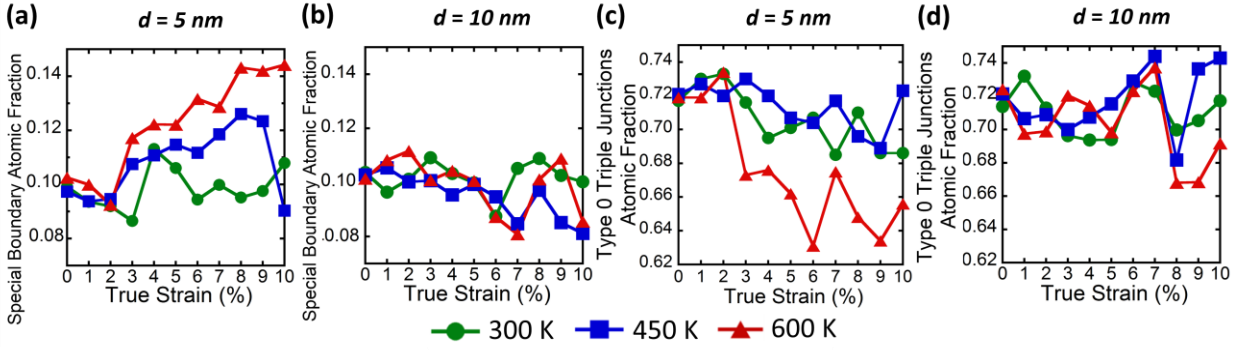 (a) d = 5 nm
Special Boundary Atomic Fraction
0.14
0.12
0.10
0.08
0 1 2 3 4 5 6 7 8 9 10
True Strain (%)
(b) d = 10 nm
Special Boundary Atomic Fraction
0.14
0.12
0.10
0.08
0 1 2 3 4 5 6 7 8 9 10
True Strain (%)
(c) d = 5 nm
Type 0 Triple Junctions
Atomic Fraction
0.74
0.72
0.70
0.68
0.66
0.64
0.62
0 1 2 3 4 5 6 7 8 9 10
True Strain (%)
(d) d = 10 nm
Type 0 Triple Junctions
Atomic Fraction
0.74
0.72
0.70
0.68
0.66
0.64
0.62
0 1 2 3 4 5 6 7 8 9 10
True Strain (%)
300 K 450 K 600 K